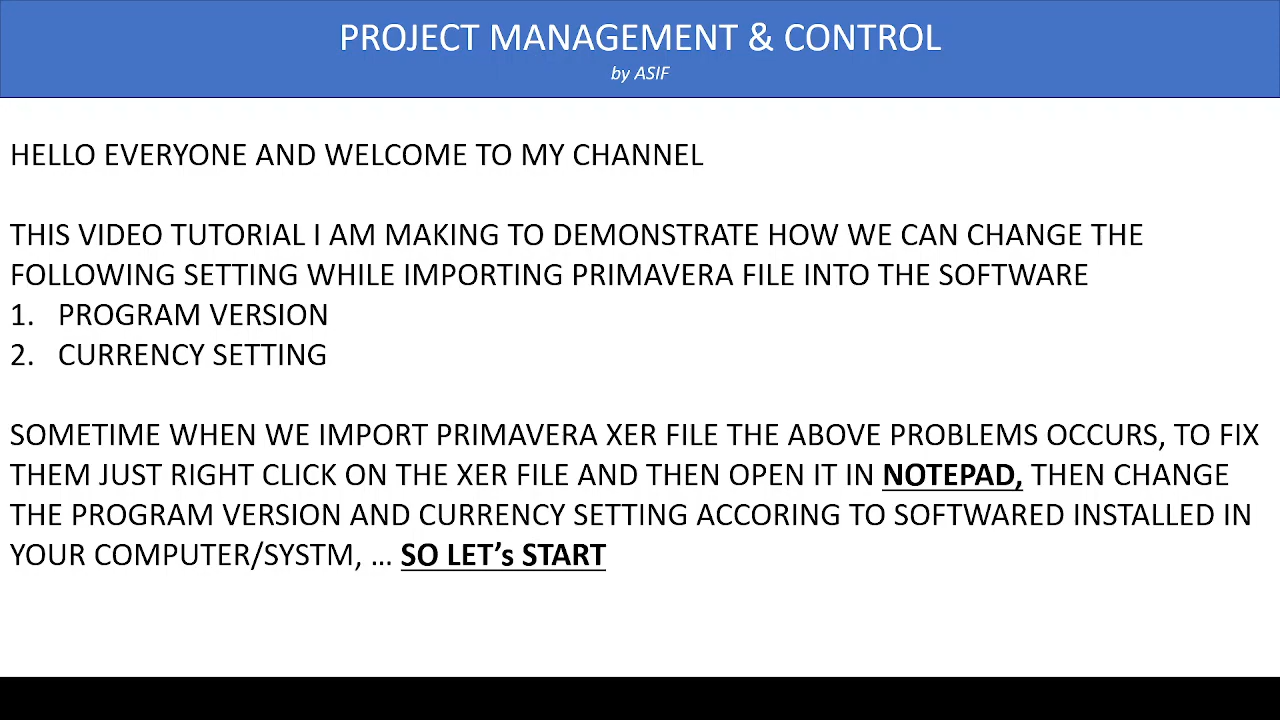 PROJECT MANAGEMENT & CONTROL
by ASIF
HELLO EVERYONE AND WELCOME TO MY CHANNEL
THIS VIDEO TUTORIAL I AM MAKING TO DEMONSTRATE HOW WE CAN CHANGE THE
FOLLOWING SETTING WHILE IMPORTING PRIMAVERA FILE INTO THE SOFTWARE
1. PROGRAM VERSION
2. CURRENCY SETTING
SOMETIME WHEN WE IMPORT PRIMAVERA XER FILE THE ABOVE PROBLEMS OCCURS, TO FIX
THEM JUST RIGHT CLICK ON THE XER FILE AND THEN OPEN IT IN NOTEPAD, THEN CHANGE
THE PROGRAM VERSION AND CURRENCY SETTING ACCORING TO SOFTWARED INSTALLED IN
YOUR COMPUTER/SYSTM, … SO LET’s START